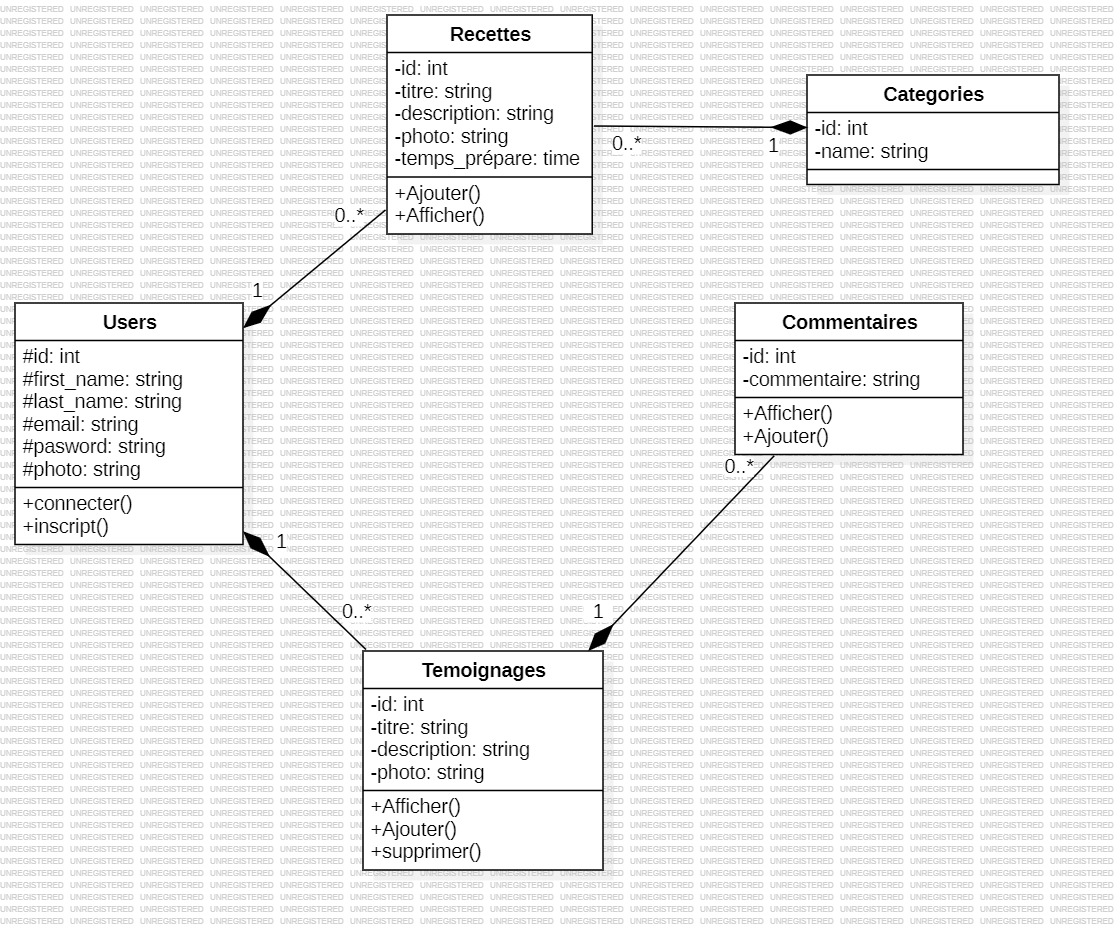 Recettes
-id: int
-titre: string
-description: string
-photo: string
-temps_prépare: time
+Ajouter()
+Afficher()
Categories
-id: int
-name: string
0..*
1
0..*
1
Users
#id: int
#first_name: string
#last_name: string
#email: string
#pasword: string
#photo: string
+connecter()
+inscript()
Commentaires
-id: int
-commentaire: string
+Afficher()
+Ajouter()
0..*
1
1
0..*
Temoignages
-id: int
-titre: string
-description: string
-photo: string
+Afficher()
+Ajouter()
+supprimer()
UNREGISTERED